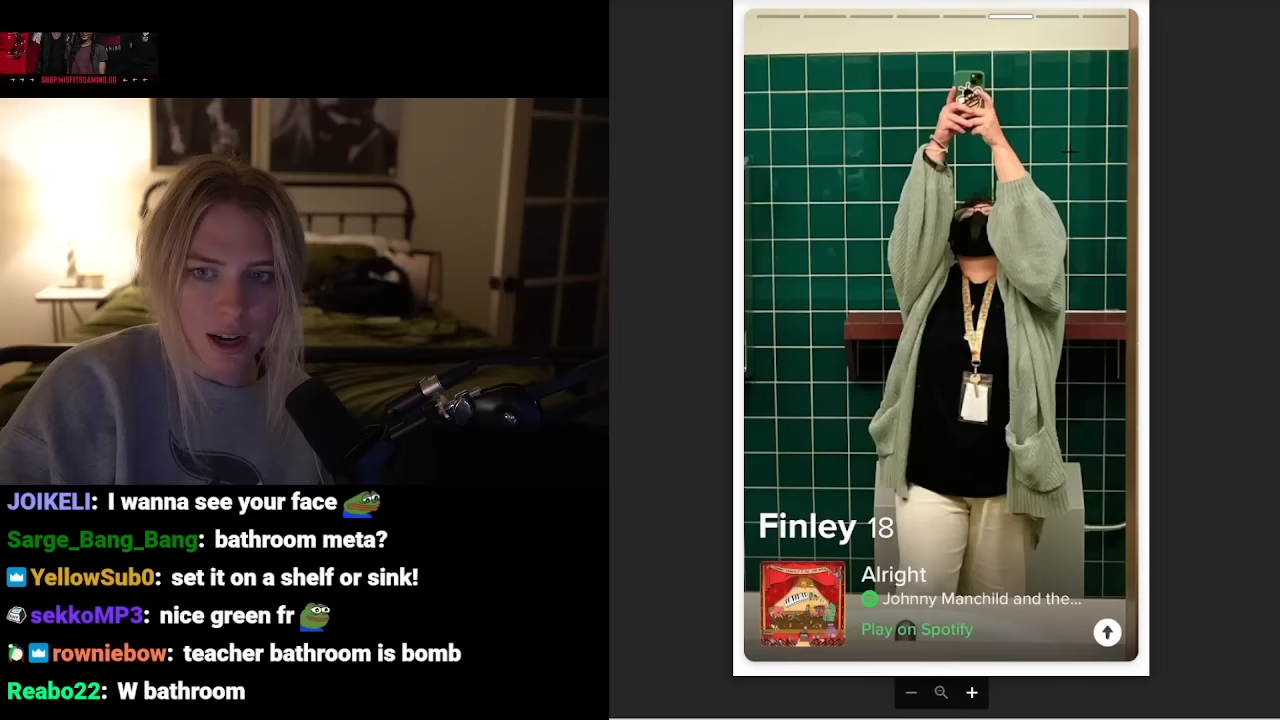 SHOP.MISFITSGAMING.GG
JOIKELI: I wanna see your face
Sarge_Bang_Bang: bathroom meta?
YellowSub0: set it on a shelf or sink!
sekkoMP3: nice green fr
rowniebow: teacher bathroom is bomb
Reabo22: W bathroom
Finley 18
Alright
Johnny Manchild and the...
Play on Spotify